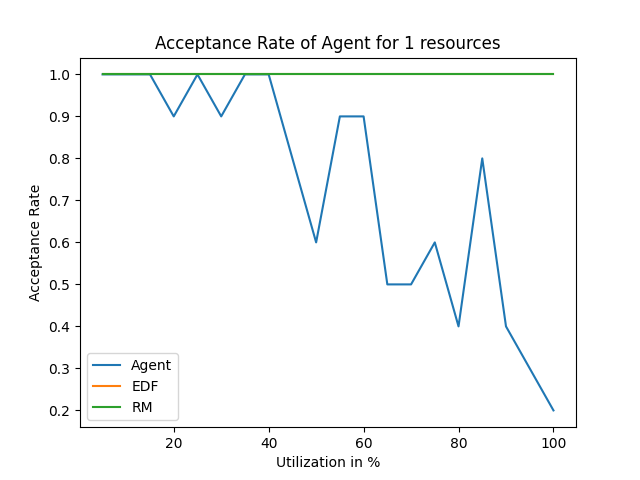 Acceptance Rate of Agent for 1 resources
1.0
0.9
0.8
0.7
0.6
0.5
0.4
0.3
0.2
Acceptance Rate
Agent
EDF
RM
20
40
60
80
100
Utilization in %